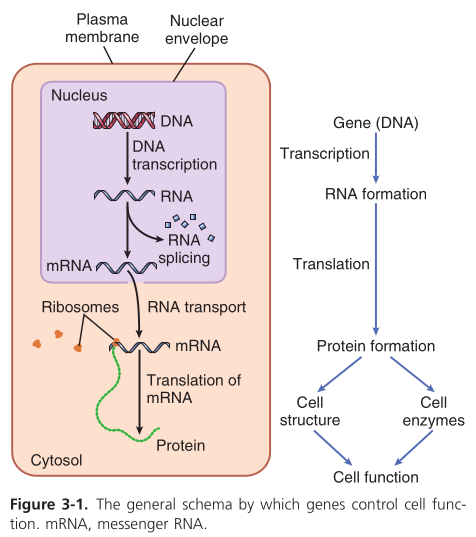 Plasma
membrane
Nuclear
envelope
Nucleus
DNA
DNA
transcription
RNA
RNA
splicing
mRNA
Ribosomes
RNA transport
mRNA
Translation of
mRNA
Protein
Cytosol
Gene (DNA)
Transcription
RNA formation
Translation
Protein formation
Cell
structure
Cell
enzymes
Cell function
Figure 3-1. The general schema by which genes control cell func-
tion. mRNA, messenger RNA.